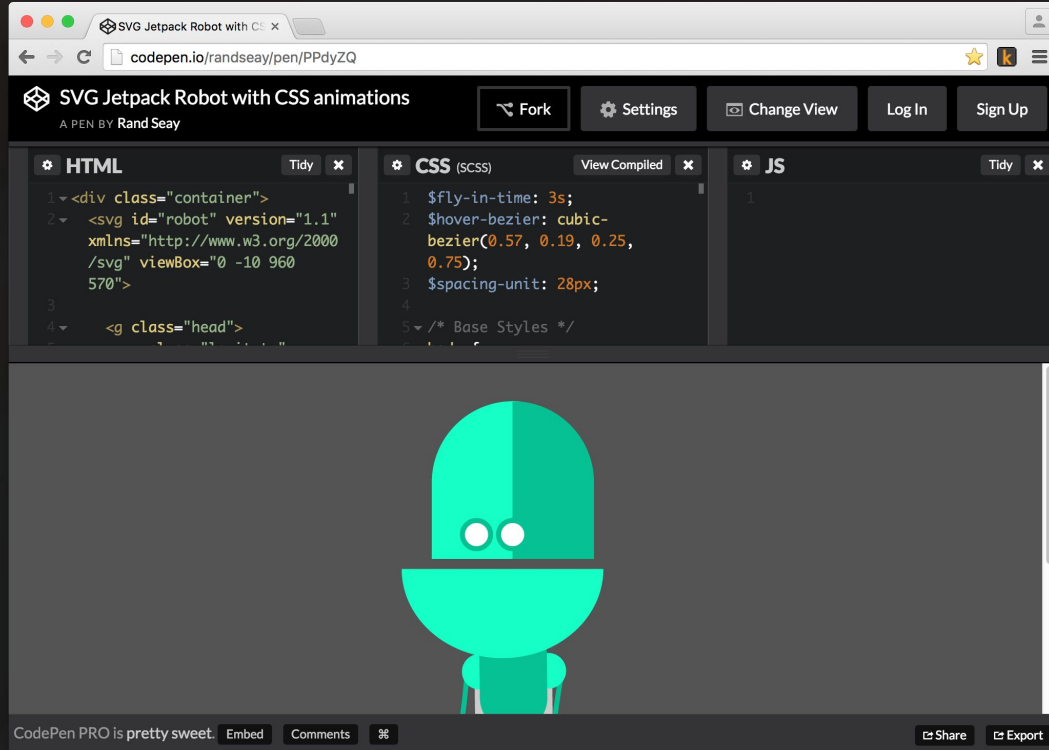 SVG Jetpack Robot with CS
codepen.io/randseay/pen/PPdyZQ
k
SVG Jetpack Robot with CSS animations
A PEN BY Rand Seay
Fork
Settings
Change View
Log In
Sign Up
HTML
Tidy
1 <div class="container">
2 <svg id="robot" version="1.1"
xmlns="http://www.w3.org/2000
/svg" viewBox="0 -10 960
570">
3
4 <g class="head">
CSS (SCSS)
View Compiled
1 $fly-in-time: 3s;
2 $hover-bezier: cubic-
bezier(0.57, 0.19, 0.25,
0.75);
3 $spacing-unit: 28px;
4
5 /* Base Styles */
JS
Tidy
1
CodePen PRO is pretty sweet.
Embed
Comments
⌘
Share
Export